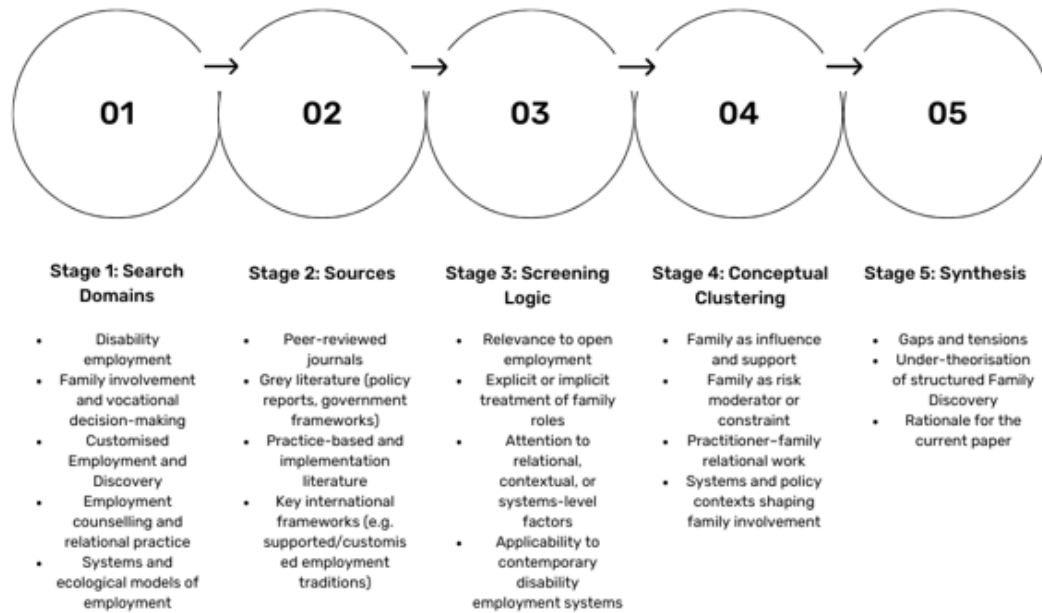 01
02
03
04
05
Stage 1: Search
Domains
• Disability
employment
• Family involvement
and vocational
decision-making
• Customised
Employment and
Discovery
• Employment
counselling and
relational practice
• Systems and
ecological models of
employment
Stage 2: Sources
• Peer-reviewed
journals
• Grey literature (policy
reports, government
frameworks)
• Practice-based and
implementation
literature
• Key international
frameworks (e.g.
supported/customis
ed employment
traditions)
Stage 3: Screening
Logic
• Relevance to open
employment
• Explicit or implicit
treatment of family
roles
• Attention to
relational,
contextual, or
systems-level
factors
• Applicability to
contemporary
disability
employment systems
Stage 4: Conceptual
Clustering
• Family as influence
and support
• Family as risk
moderator or
constraint
• Practitioner–family
relational work
• Systems and policy
contexts shaping
family involvement
Stage 5: Synthesis
• Gaps and tensions
• Under-theorisation
of structured Family
Discovery
• Rationale for the
current paper